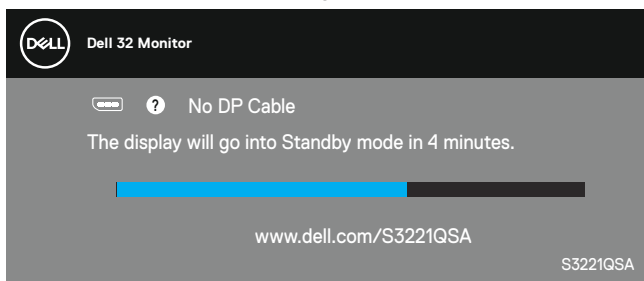 DELL
Dell 32 Monitor
? No DP Cable
The display will go into Standby mode in 4 minutes.
www.dell.com/S3221QSA
S3221QSA